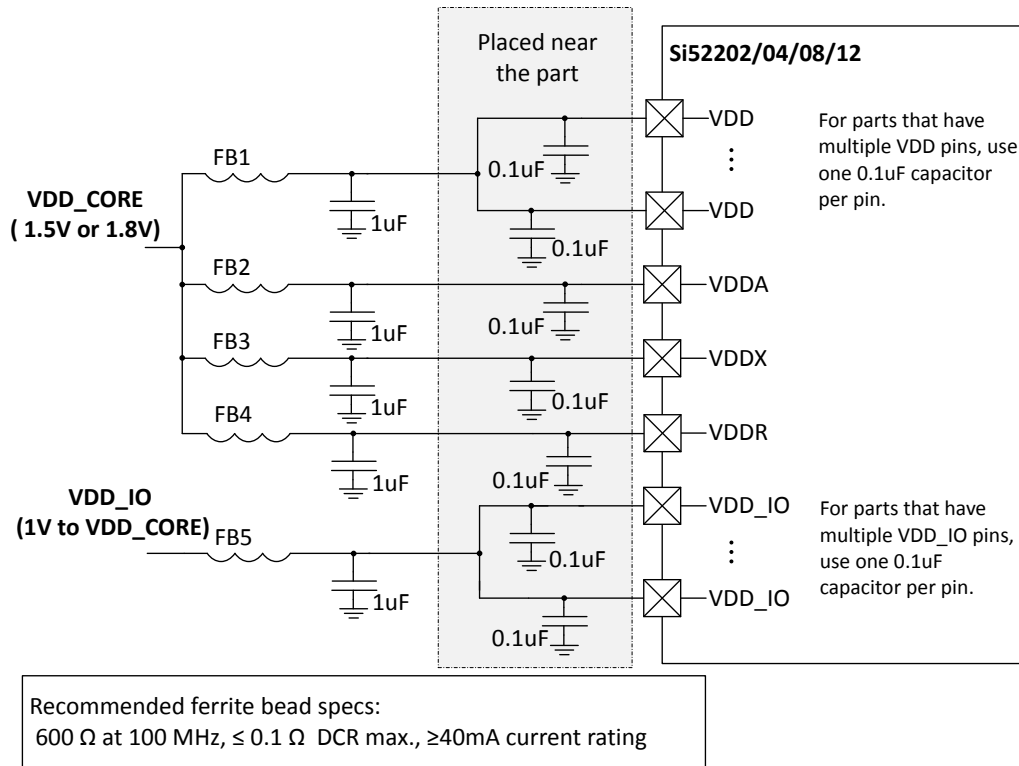 Placed near
the part
Si52202/04/08/12
VDD
For parts that have
multiple VDD pins, use
one 0.1uF capacitor
per pin.
⋮
FB1
0.1uF
VDD_CORE
( 1.5V or 1.8V)
1uF
VDD
0.1uF
FB2
VDDA
1uF
0.1uF
FB3
VDDX
1uF
0.1uF
FB4
VDDR
1uF
0.1uF
VDD_IO
(1V to VDD_CORE)
VDD_IO
For parts that have
multiple VDD_IO pins,
use one 0.1uF
capacitor per pin.
FB5
0.1uF
⋮
1uF
VDD_IO
0.1uF
Recommended ferrite bead specs:
600 Ω at 100 MHz, ≤ 0.1 Ω  DCR max., ≥40mA current rating